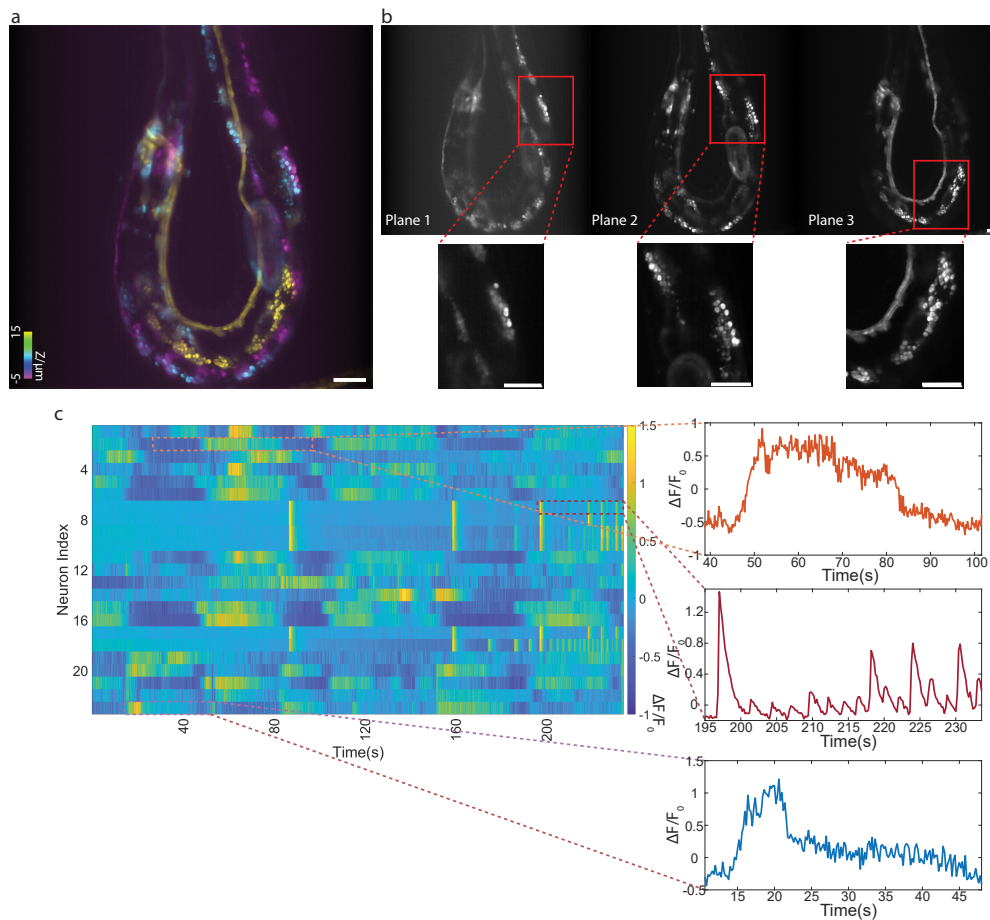 a
b
15
Z/μm
-5
Plane 1
Plane 2
Plane 3
c
Neuron Index
4
8
12
16
20
40
80
120
160
200
Time(s)
1.5
1
0.5
0
-0.5
-1
ΔF/F0
ΔF/F0
1
0.5
0
-0.5
-1
40 50 60 70 80 90 100
Time(s)
ΔF/F0
1.2
0.8
0.4
0
195 200 205 210 215 220 225 230
Time(s)
ΔF/F0
1.5
1
0.5
0
-0.5
15 20 25 30 35 40 45
Time(s)